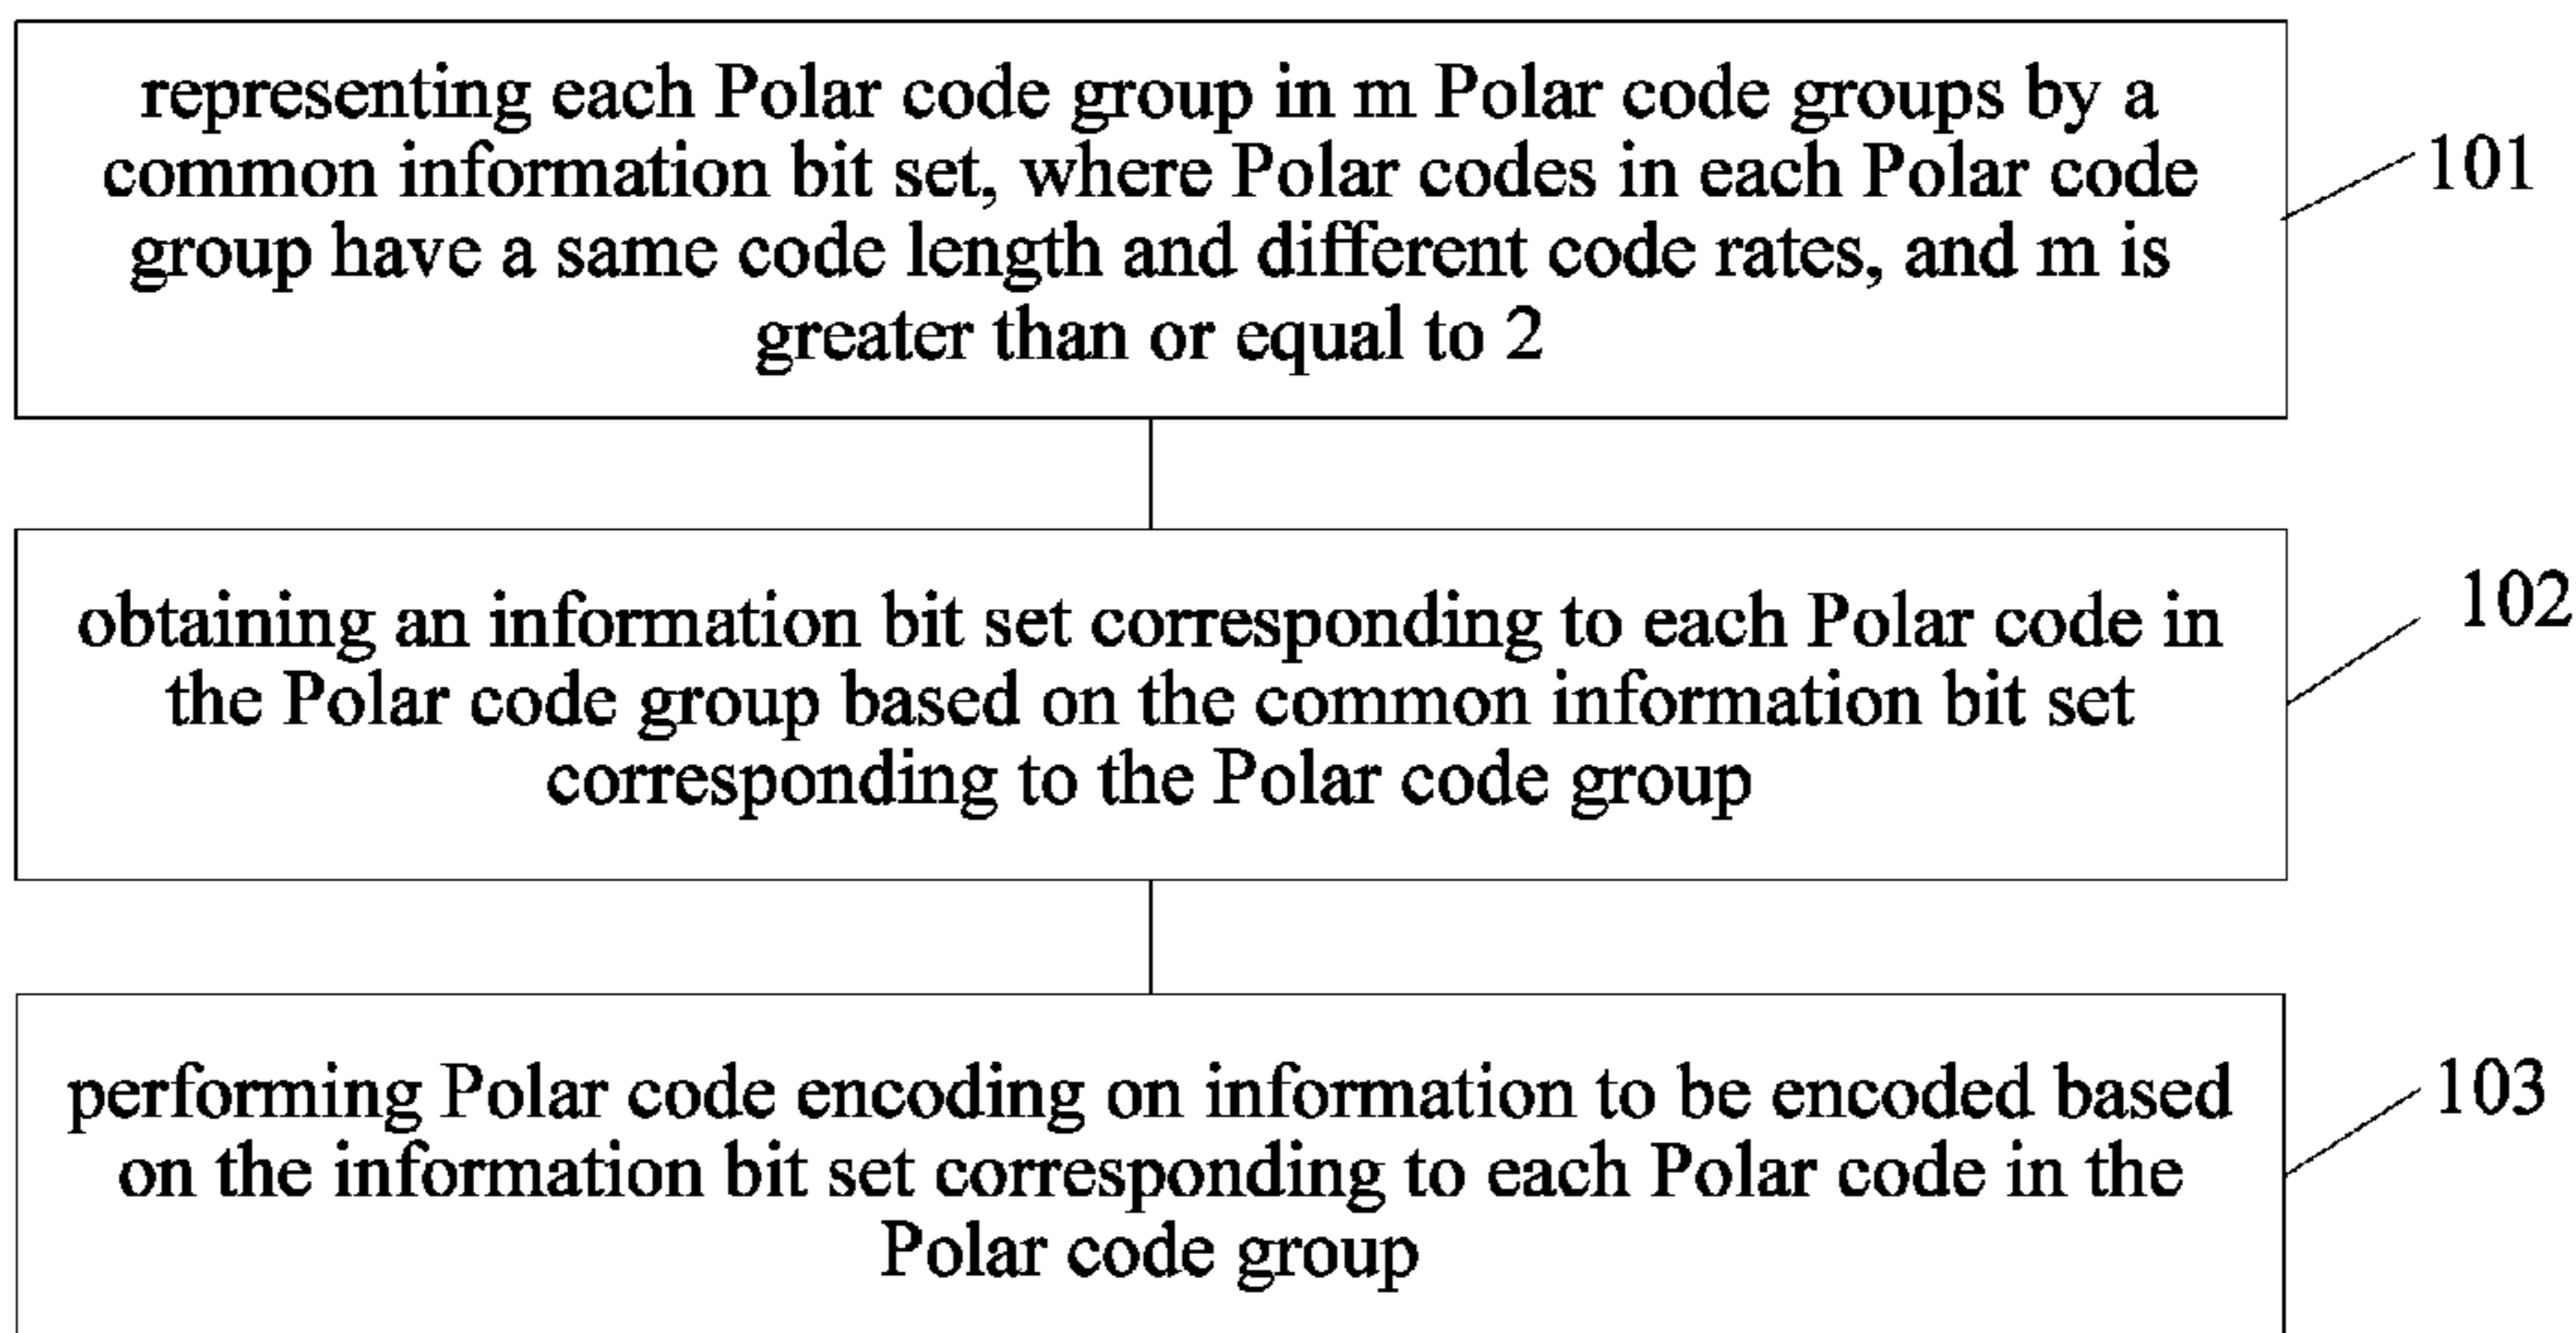 representing each Polar code group in m Polar code groups by a
common information bit set, where Polar codes in each Polar code
group have a same code length and different code rates, and m is
greater than or equal to 2
101
obtaining an information bit set corresponding to each Polar code in
the Polar code group based on the common information bit set
corresponding to the Polar code group
102
performing Polar code encoding on information to be encoded based
on the information bit set corresponding to each Polar code in the
Polar code group
103